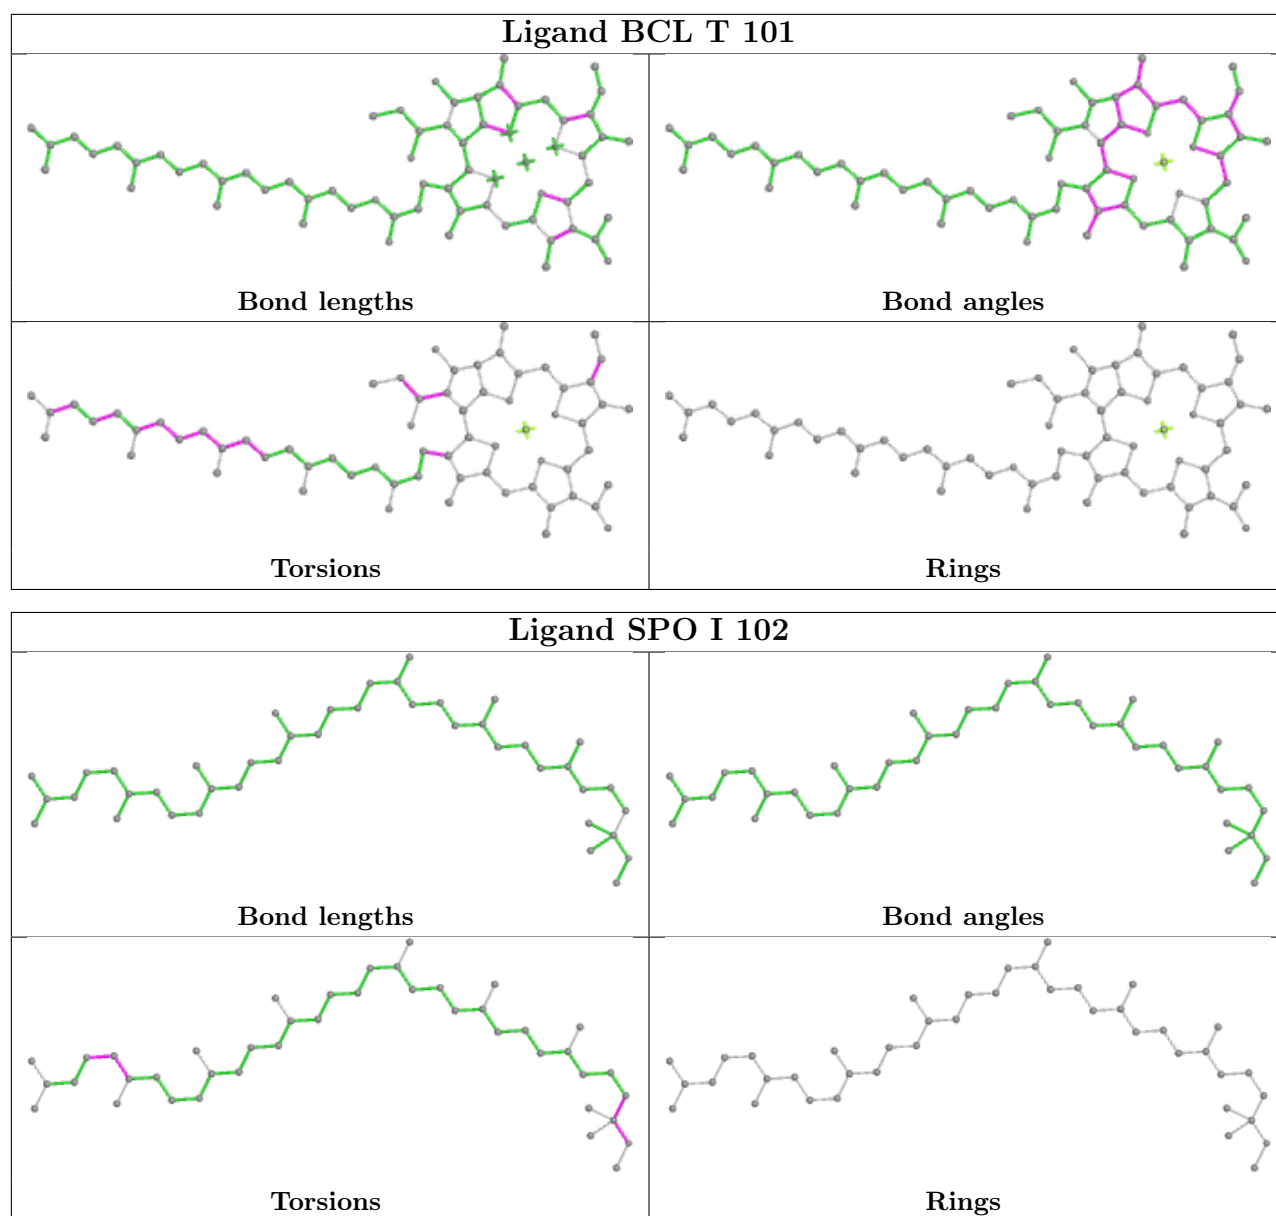 Ligand BCL T 101
Bond lengths
Bond angles
Torsions
Rings
Ligand SPO I 102
Bond lengths
Bond angles
Torsions
Rings